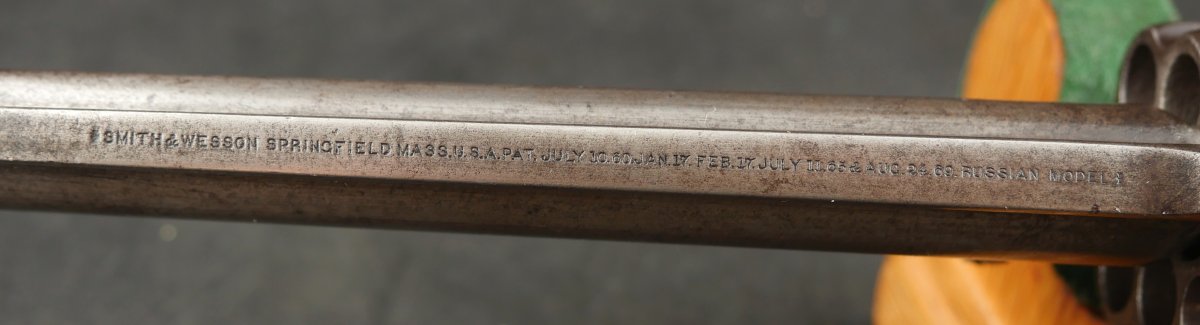 SMITH & WESSON SPRINGFIELD MASS. U.S.A. PAT. JULY 10.60. JAN. 17. FEB. 17. JULY 11.65 & AUG. 24.69. RUSSIAN MODEL